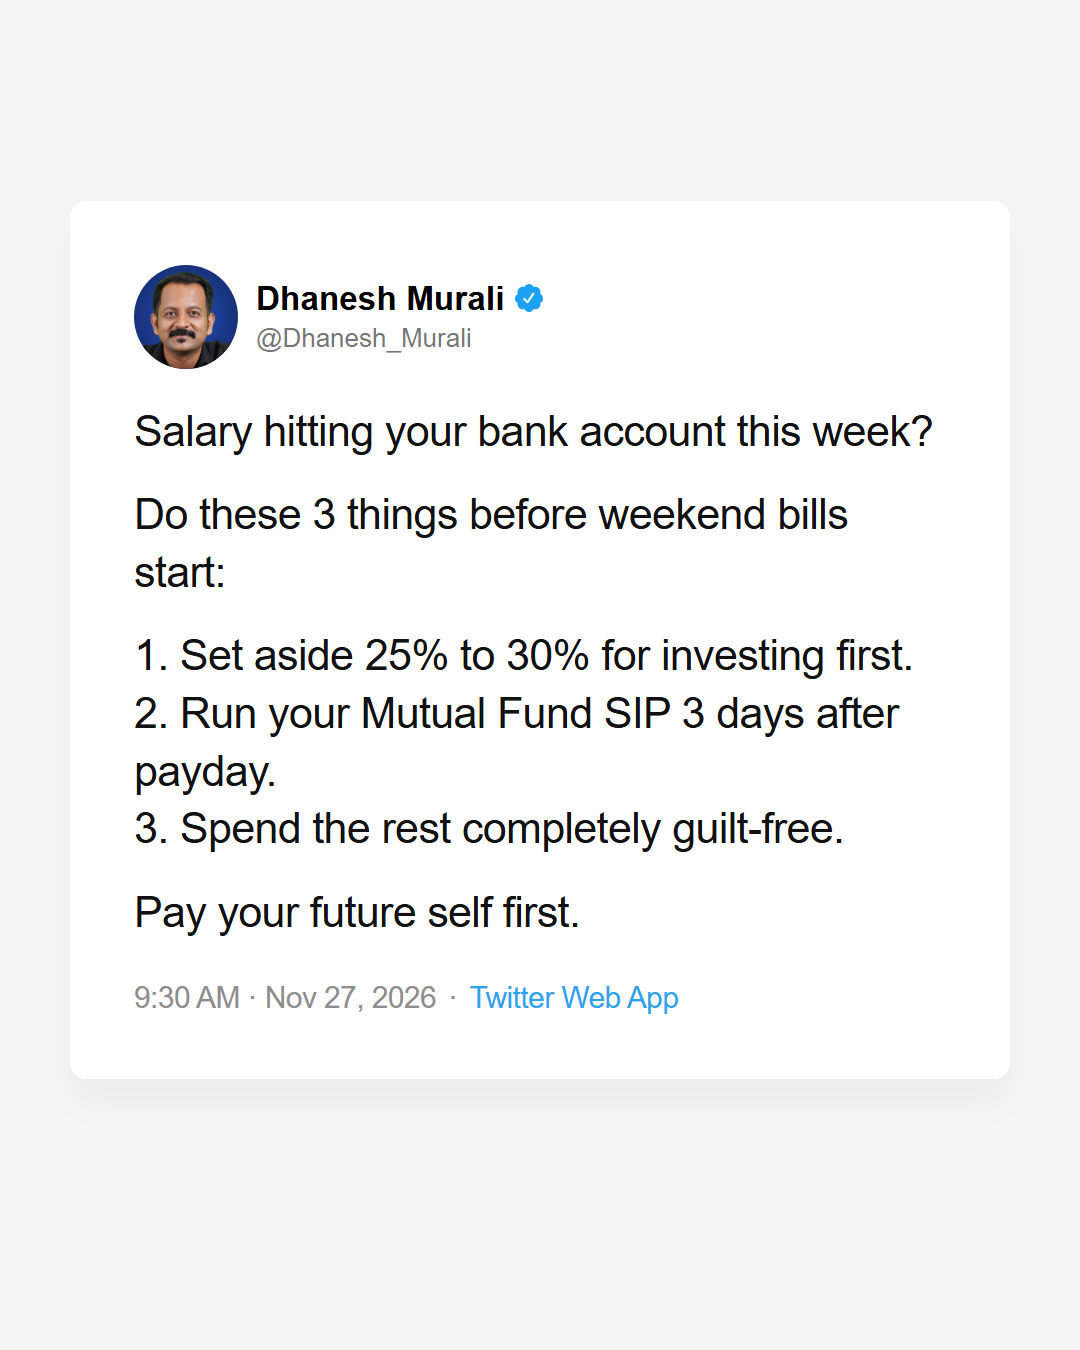 Dhanesh Murali
@Dhanesh_Murali
Salary hitting your bank account this week?
Do these 3 things before weekend bills
start:
1. Set aside 25% to 30% for investing first.
2. Run your Mutual Fund SIP 3 days after
payday.
3. Spend the rest completely guilt-free.
Pay your future self first.
9:30 AM · Nov 27, 2026 · Twitter Web App